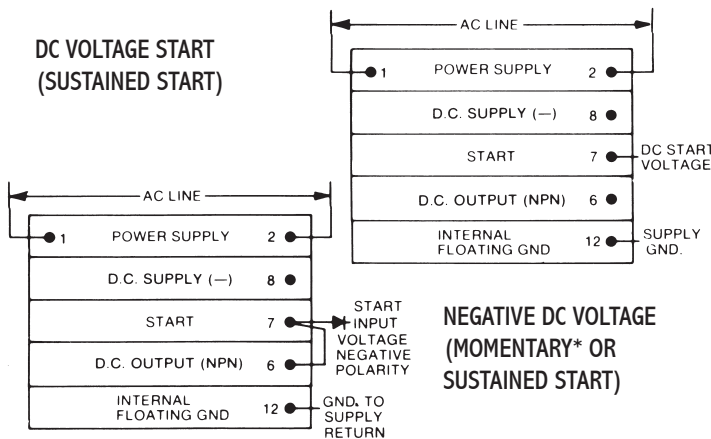 DC VOLTAGE START
(SUSTAINED START)
AC LINE
1 POWER SUPPLY 2
D.C. SUPPLY (—) 8
START 7
DC START
VOLTAGE
D.C. OUTPUT (NPN) 6
INTERNAL
FLOATING GND 12
SUPPLY
GND.
AC LINE
1 POWER SUPPLY 2
D.C. SUPPLY (—) 8
START 7
START
INPUT
VOLTAGE
NEGATIVE
POLARITY
D.C. OUTPUT (NPN) 6
INTERNAL
FLOATING GND 12
GND. TO
SUPPLY
RETURN
NEGATIVE DC VOLTAGE
(MOMENTARY* OR
SUSTAINED START)